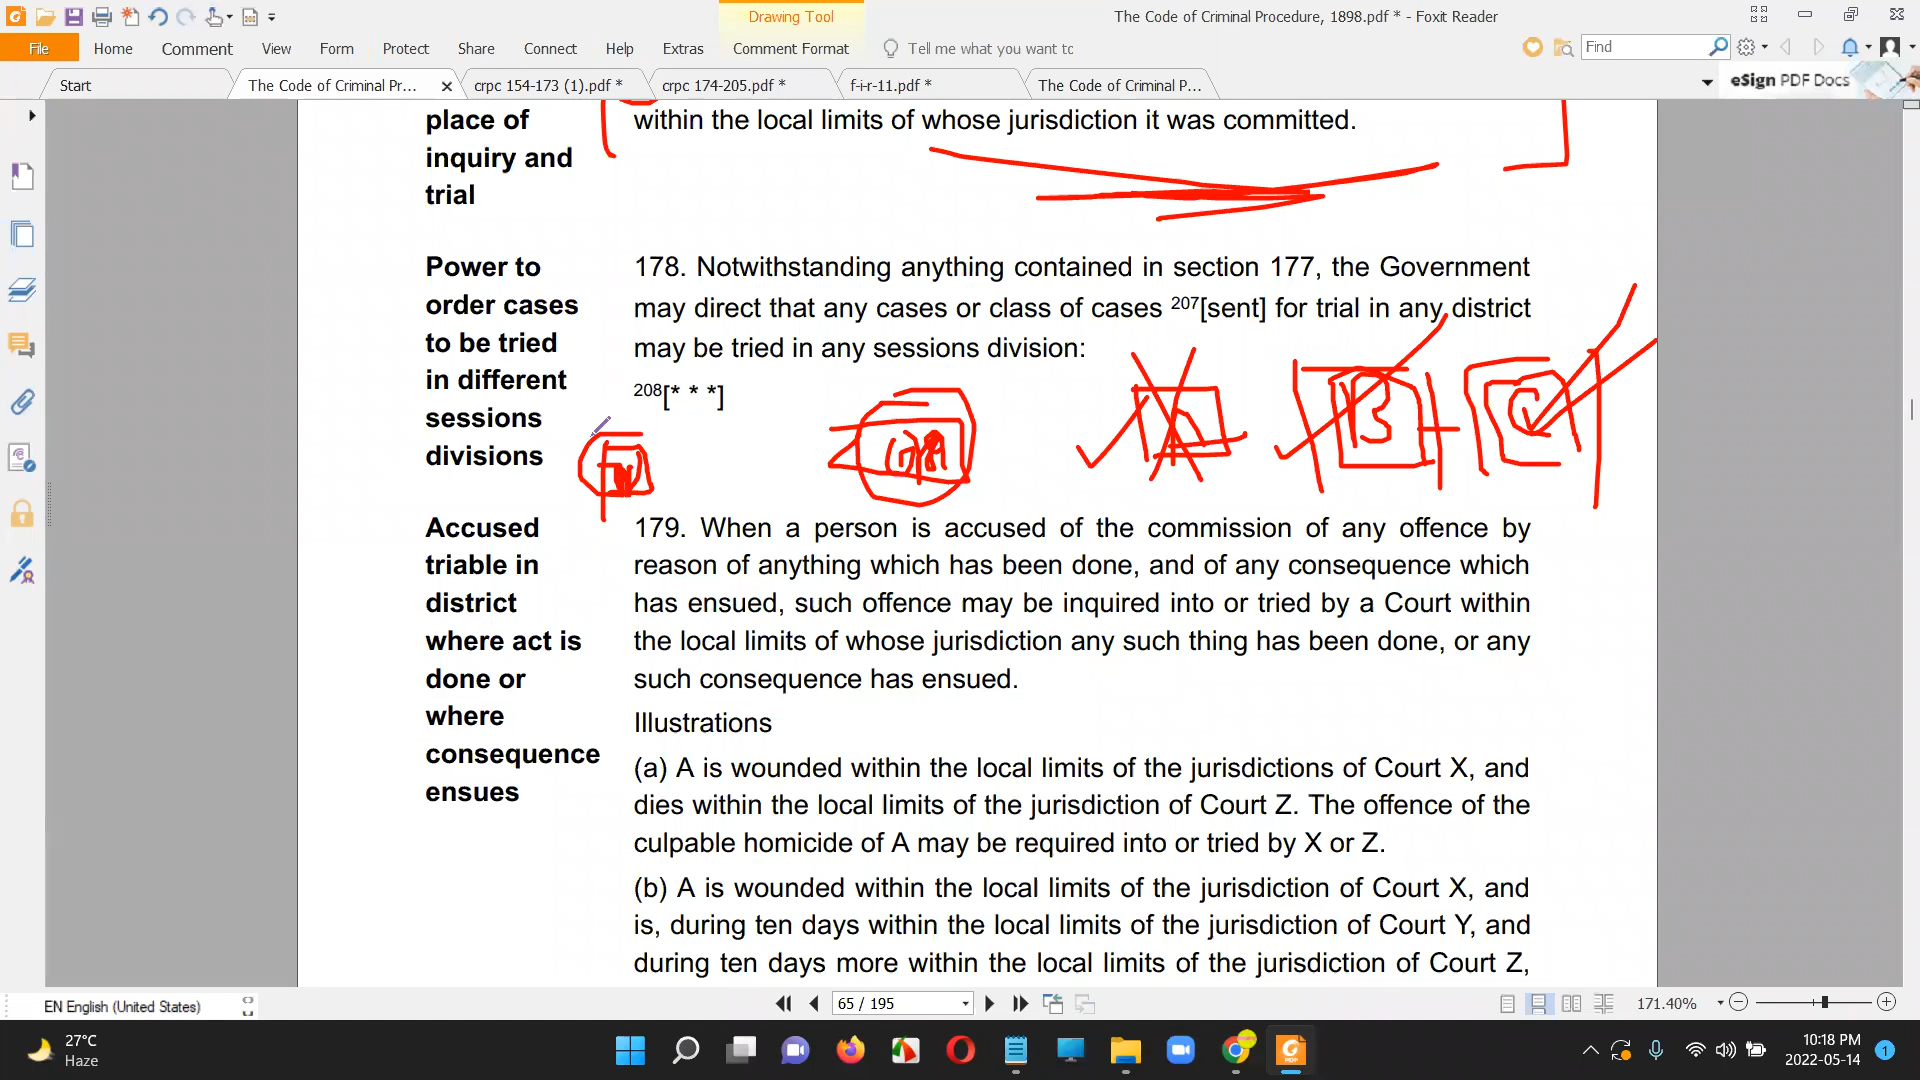 Drawing Tool
The Code of Criminal Procedure, 1898.pdf * - Foxit Reader
File
Home
Comment
View
Form
Protect
Share
Connect
Help
Extras
Comment Format
Tell me what you want tc
Find
Start
The Code of Criminal Pr...
crpc 154-173 (1).pdf *
crpc 174-205.pdf *
f-i-r-11.pdf *
The Code of Criminal P...
eSign PDF Docs
place of
inquiry and
trial
within the local limits of whose jurisdiction it was committed.
Power to
order cases
to be tried
in different
sessions
divisions
178. Notwithstanding anything contained in section 177, the Government
may direct that any cases or class of cases 207[sent] for trial in any district
may be tried in any sessions division:
208[* * *]
B
C
Accused
triable in
district
where act is
done or
where
consequence
ensues
179. When a person is accused of the commission of any offence by
reason of anything which has been done, and of any consequence which
has ensued, such offence may be inquired into or tried by a Court within
the local limits of whose jurisdiction any such thing has been done, or any
such consequence has ensued.
Illustrations
(a) A is wounded within the local limits of the jurisdictions of Court X, and
dies within the local limits of the jurisdiction of Court Z. The offence of the
culpable homicide of A may be required into or tried by X or Z.
(b) A is wounded within the local limits of the jurisdiction of Court X, and
is, during ten days within the local limits of the jurisdiction of Court Y, and
during ten days more within the local limits of the jurisdiction of Court Z,
EN English (United States)
65 / 195
171.40%
27°C
Haze
10:18 PM
2022-05-14
1